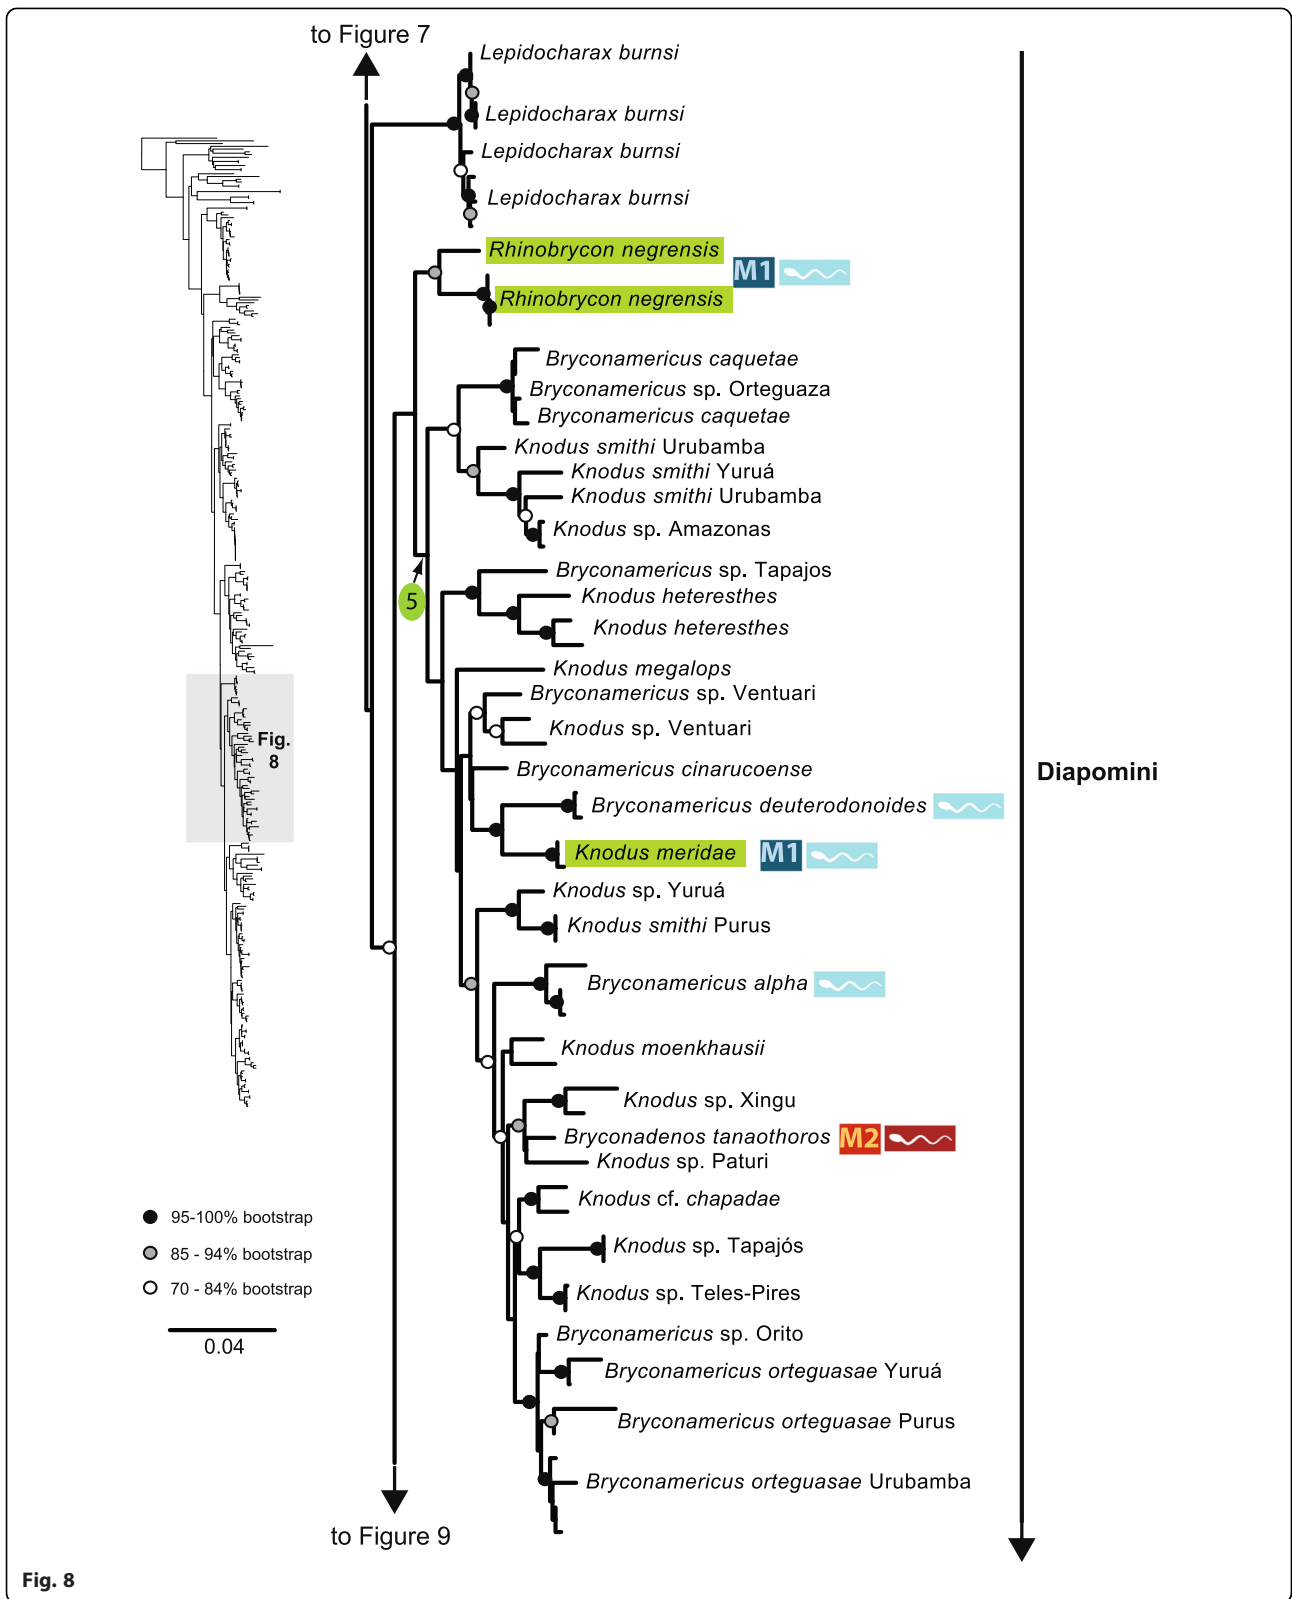 to Figure 7
Lepidocharax burnsi
Lepidocharax burnsi
Lepidocharax burnsi
Lepidocharax burnsi
Rhinobrycon negrensis
M1
Rhinobrycon negrensis
Bryconamericus caquetae
Bryconamericus sp. Orteguaza
Bryconamericus caquetae
Knodus smithi Urubamba
Knodus smithi Yuruá
Knodus smithi Urubamba
Knodus sp. Amazonas
Bryconamericus sp. Tapajos
5
Knodus heteresthes
Knodus heteresthes
Knodus megalops
Bryconamericus sp. Ventuari
Knodus sp. Ventuari
Fig.
8
Bryconamericus cinarucoense
Diapomini
Bryconamericus deuterodonoides
Knodus meridae M1
Knodus sp. Yuruá
Knodus smithi Purus
Bryconamericus alpha
Knodus moenkhausii
Knodus sp. Xingu
Bryconadenos tanaothoros M2
Knodus sp. Paturi
Knodus cf. chapadae
Knodus sp. Tapajós
Knodus sp. Teles-Pires
Bryconamericus sp. Orito
Bryconamericus orteguasae Yuruá
Bryconamericus orteguasae Purus
Bryconamericus orteguasae Urubamba
95-100% bootstrap
85 - 94% bootstrap
70 - 84% bootstrap
0.04
to Figure 9
Fig. 8